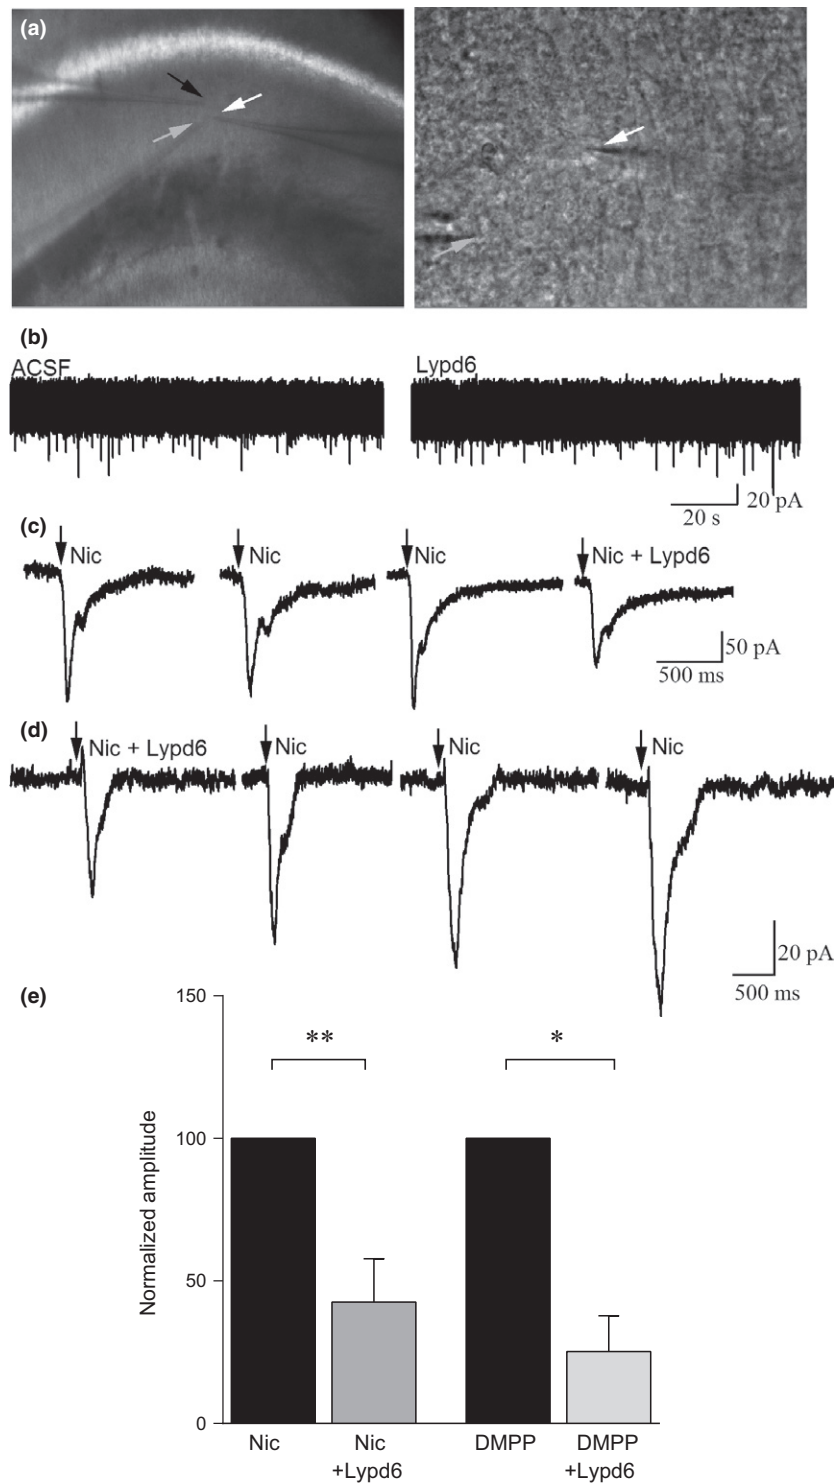 (a)
(b)
ACSF
Lypd6
20 pA
20 s
(c)
Nic
Nic
Nic
Nic + Lypd6
50 pA
500 ms
(d)
Nic + Lypd6
Nic
Nic
Nic
20 pA
500 ms
(e)
150
**
*
100
50
0
Normalized amplitude
Nic
Nic
+Lypd6
DMPP
DMPP
+Lypd6